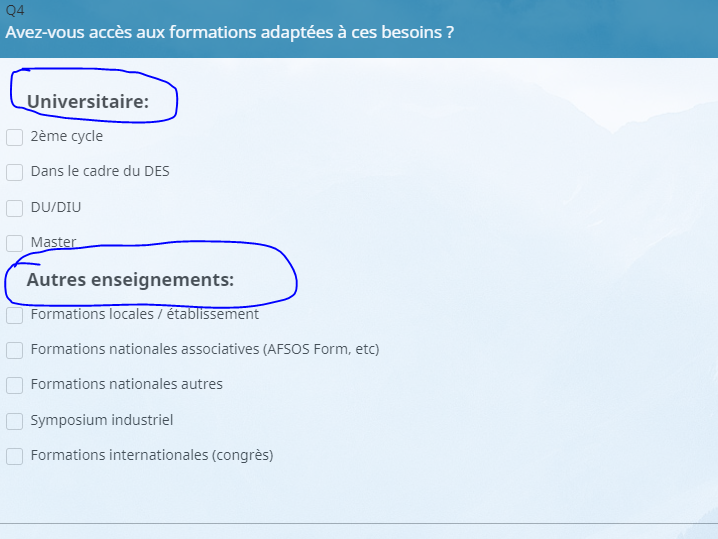 Q4
Avez-vous accès aux formations adaptées à ces besoins ?
Universitaire:
2ème cycle
Dans le cadre du DES
DU/DIU
Master
Autres enseignements:
Formations locales / établissement
Formations nationales associatives (AFSOS Form, etc)
Formations nationales autres
Symposium industriel
Formations internationales (congrès)